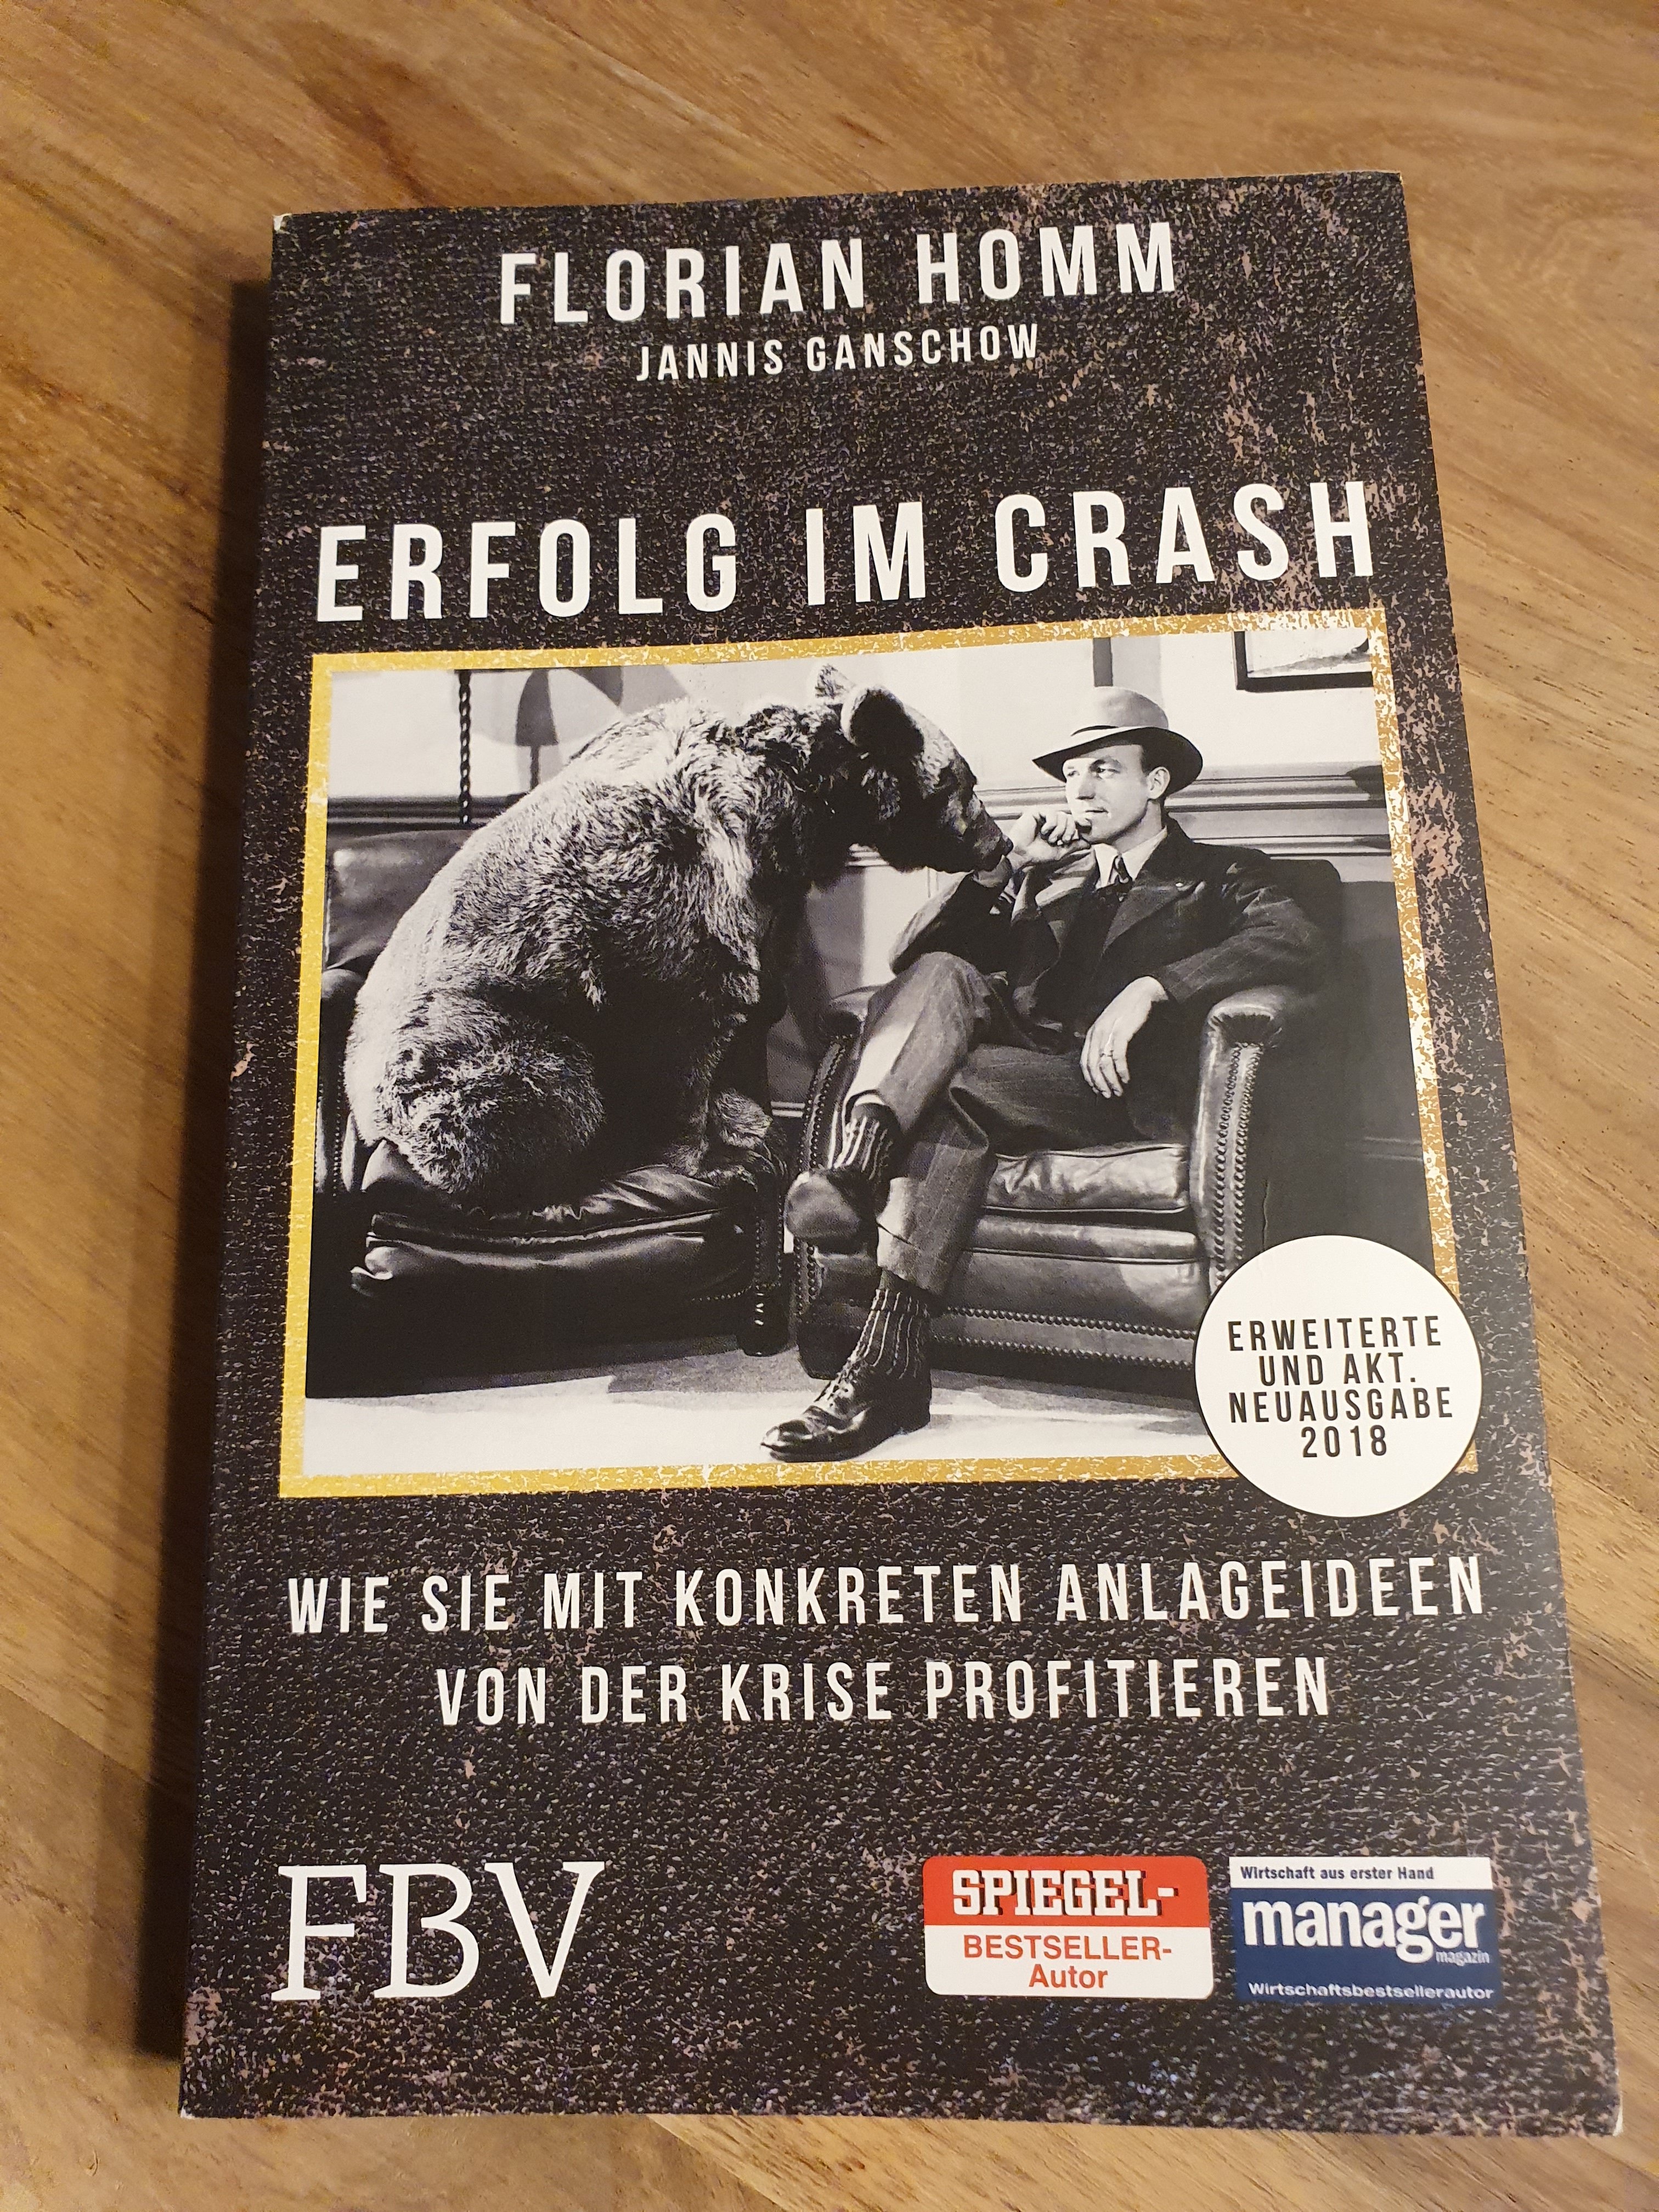 FLORIAN HOMM
JANNIS GANSCHOW
ERFOLG IM CRASH
ERWEITERTE
UND AKT.
NEUAUSGABE
2018
WIE SIE MIT KONKRETEN ANLAGEIDEEN
VON DER KRISE PROFITIEREN
FBV
SPIEGEL-
BESTSELLER-
Autor
Wirtschaft aus erster Hand
manager
magazin
Wirtschaftsbestsellerautor